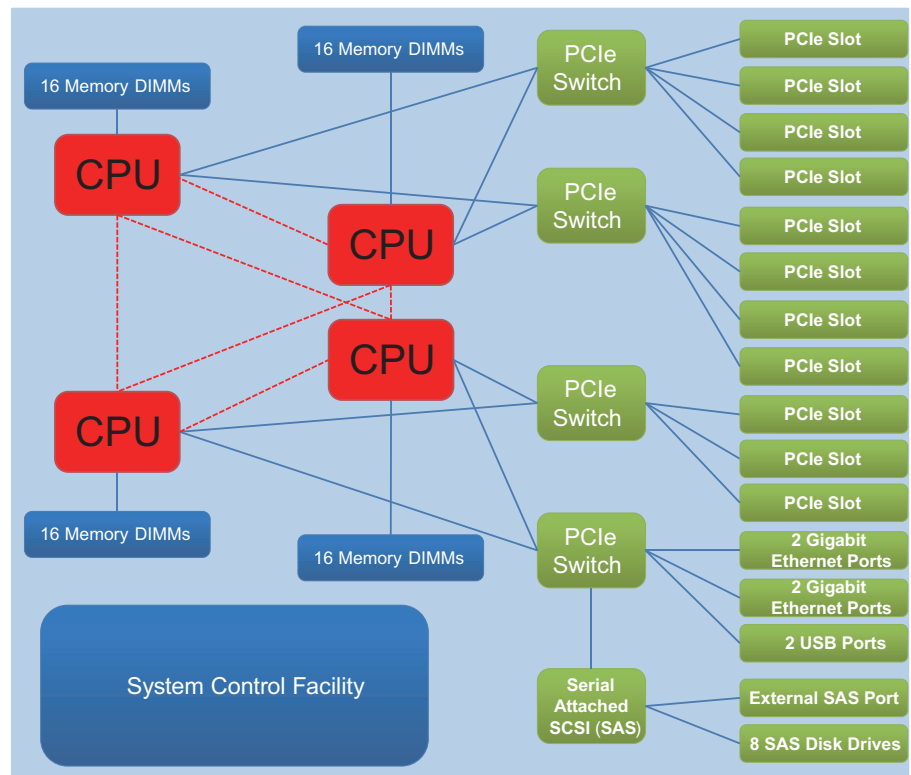 16 Memory DIMMs
16 Memory DIMMs
CPU
CPU
CPU
CPU
16 Memory DIMMs
16 Memory DIMMs
System Control Facility
PCIe
Switch
PCIe
Switch
PCIe
Switch
PCIe
Switch
Serial
Attached
SCSI (SAS)
PCIe Slot
PCIe Slot
PCIe Slot
PCIe Slot
PCIe Slot
PCIe Slot
PCIe Slot
PCIe Slot
PCIe Slot
PCIe Slot
PCIe Slot
2 Gigabit
Ethernet Ports
2 Gigabit
Ethernet Ports
2 USB Ports
External SAS Port
8 SAS Disk Drives